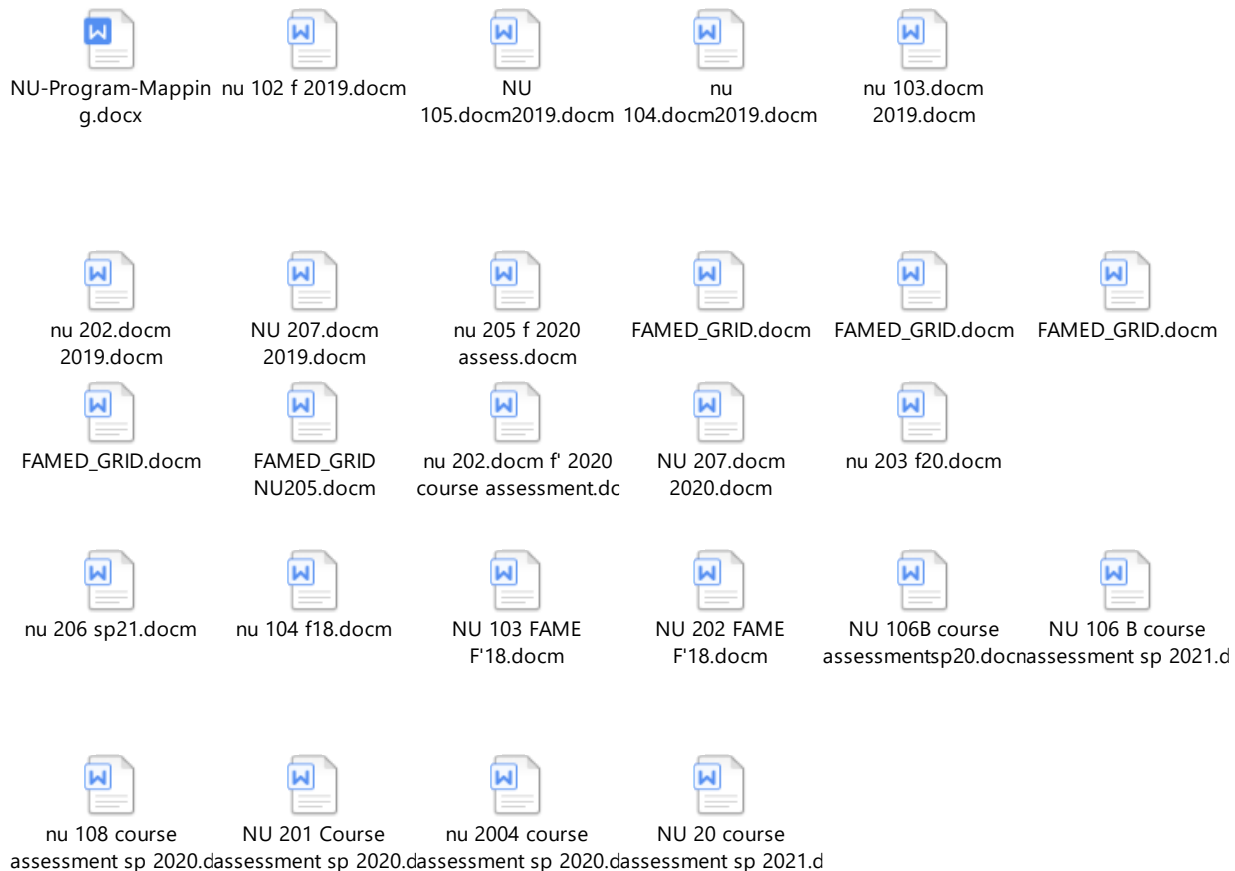 NU-Program-Mappin nu 102 f 2019.docm NU nu nu 103.docm
g.docx 105.docm2019.docm 104.docm2019.docm 2019.docm
nu 202.docm NU 207.docm nu 205 f 2020 FAMED_GRID.docm FAMED_GRID.docm FAMED_GRID.docm
2019.docm 2019.docm assess.docm
FAMED_GRID.docm FAMED_GRID nu 202.docm f' 2020 NU 207.docm nu 203 f20.docm
NU205.docm course assessment.dc 2020.docm
nu 206 sp21.docm nu 104 f18.docm NU 103 FAME NU 202 FAME NU 106B course NU 106 B course
F'18.docm F'18.docm assessmentsp20.docn assessment sp 2021.d
nu 108 course NU 201 Course nu 2004 course NU 20 course
assessment sp 2020.d assessment sp 2020.d assessment sp 2020.d assessment sp 2021.d